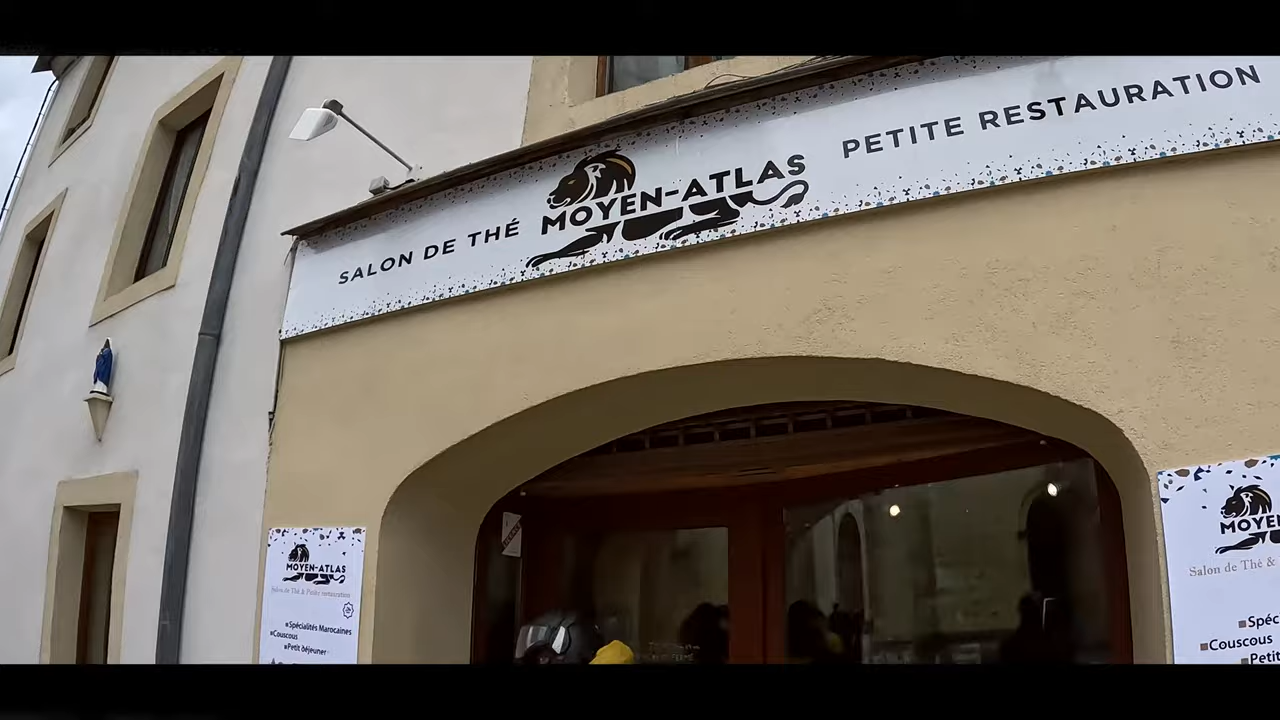 SALON DE THÉ MOYEN-ATLAS PETITE RESTAURATION
MOYEN-ATLAS
Salon de Thé & Petite restauration
Spécialités Marocaines
Couscous
Petit déjeuner
MOYEN
Salon de Thé &
Couscous
Petit